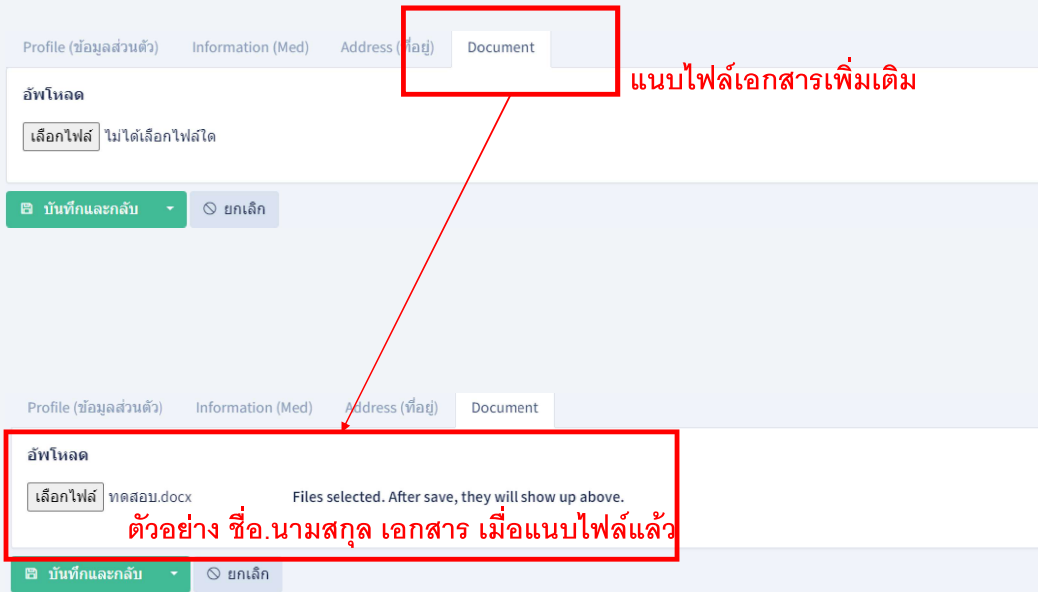 Profile (ข้อมูลส่วนตัว) Information (Med) Address (ที่อยู่) Document
แนบไฟล์เอกสารเพิ่มเติม
อัพโหลด
เลือกไฟล์ ไม่ได้เลือกไฟล์ใด
บันทึกและกลับ ยกเลิก
Profile (ข้อมูลส่วนตัว) Information (Med) Address (ที่อยู่) Document
อัพโหลด
เลือกไฟล์ ทดสอบ.docx Files selected. After save, they will show up above.
ตัวอย่าง ชื่อ.นามสกุล เอกสาร เมื่อแนบไฟล์แล้ว
บันทึกและกลับ ยกเลิก